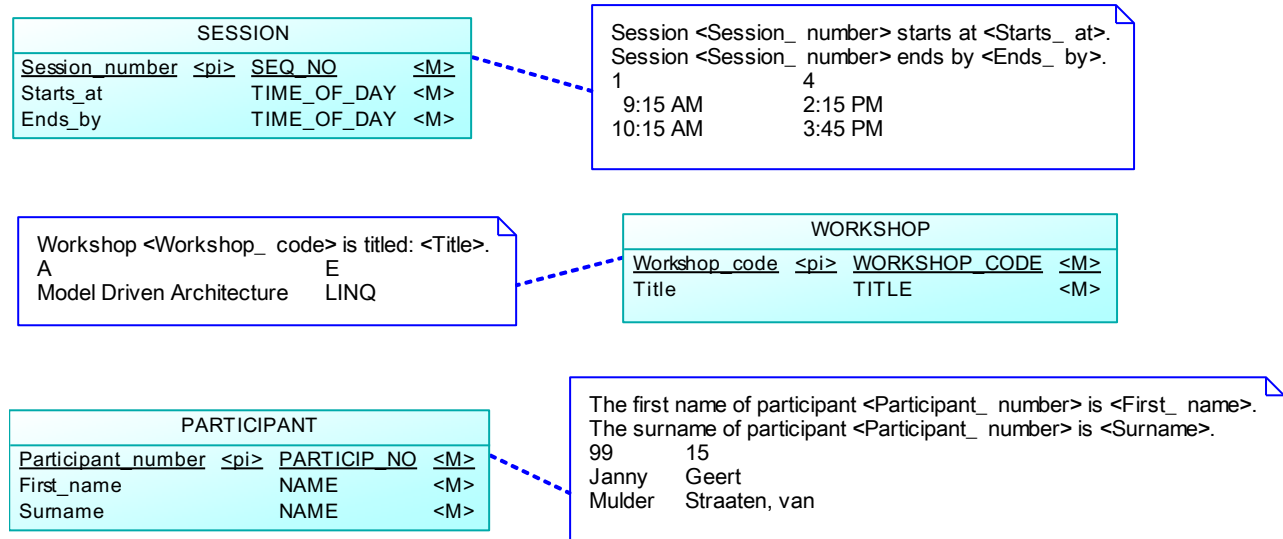 SESSION
Session_number <pi> SEQ_NO <M>
Starts_at TIME_OF_DAY <M>
Ends_by TIME_OF_DAY <M>
Session <Session_ number> starts at <Starts_ at>.
Session <Session_ number> ends by <Ends_ by>.
1 4
9:15 AM 2:15 PM
10:15 AM 3:45 PM
Workshop <Workshop_ code> is titled: <Title>.
A E
Model Driven Architecture LINQ
WORKSHOP
Workshop_code <pi> WORKSHOP_CODE <M>
Title TITLE <M>
PARTICIPANT
Participant_number <pi> PARTICIP_NO <M>
First_name NAME <M>
Surname NAME <M>
The first name of participant <Participant_ number> is <First_ name>.
The surname of participant <Participant_ number> is <Surname>.
99 15
Janny Geert
Mulder Straaten, van